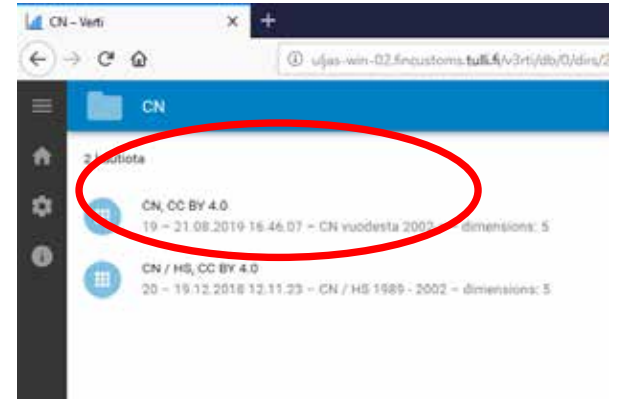 CN – Verti
uljas-win-02.fincustoms.tulli.fi/v3rti/db/0/dirs/2
CN
2 kuutiota
CN, CC BY 4.0
19 – 21.08.2019 16.46.07 – CN vuodesta 2002 - – dimensions: 5
CN / HS, CC BY 4.0
20 – 19.12.2018 12.11.23 – CN / HS 1989 - 2002 – dimensions: 5